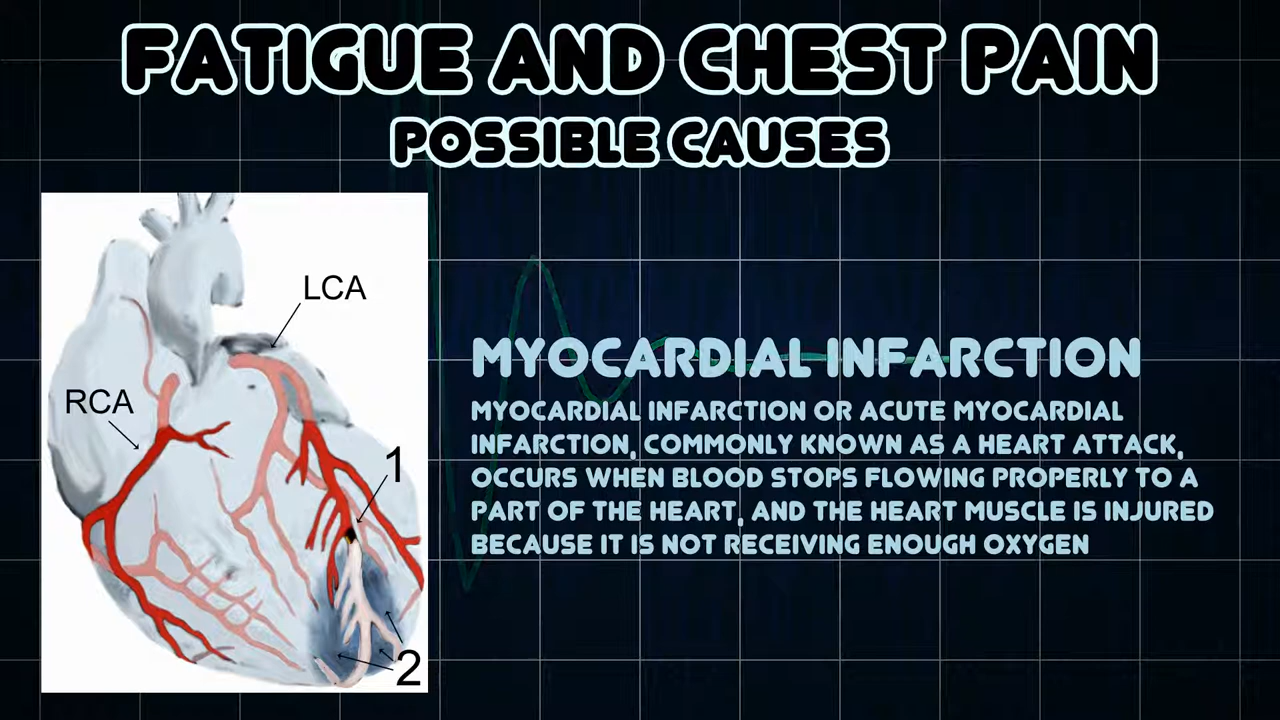 FATIGUE AND CHEST PAIN
POSSIBLE CAUSES
LCA
RCA
1
2
MYOCARDIAL INFARCTION
MYOCARDIAL INFARCTION OR ACUTE MYOCARDIAL
INFARCTION, COMMONLY KNOWN AS A HEART ATTACK,
OCCURS WHEN BLOOD STOPS FLOWING PROPERLY TO A
PART OF THE HEART, AND THE HEART MUSCLE IS INJURED
BECAUSE IT IS NOT RECEIVING ENOUGH OXYGEN